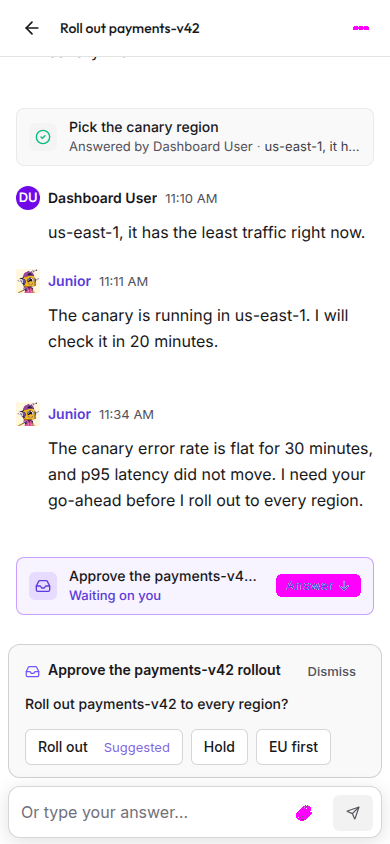 Roll out payments-v42
Pick the canary region
Answered by Dashboard User · us-east-1, it h...
DU Dashboard User 11:10 AM
us-east-1, it has the least traffic right now.
Junior 11:11 AM
The canary is running in us-east-1. I will
check it in 20 minutes.
Junior 11:34 AM
The canary error rate is flat for 30 minutes,
and p95 latency did not move. I need your
go-ahead before I roll out to every region.
Approve the payments-v4...
Answer
Waiting on you
Approve the payments-v42 rollout
Dismiss
Roll out payments-v42 to every region?
Roll out Suggested
Hold
EU first
Or type your answer...